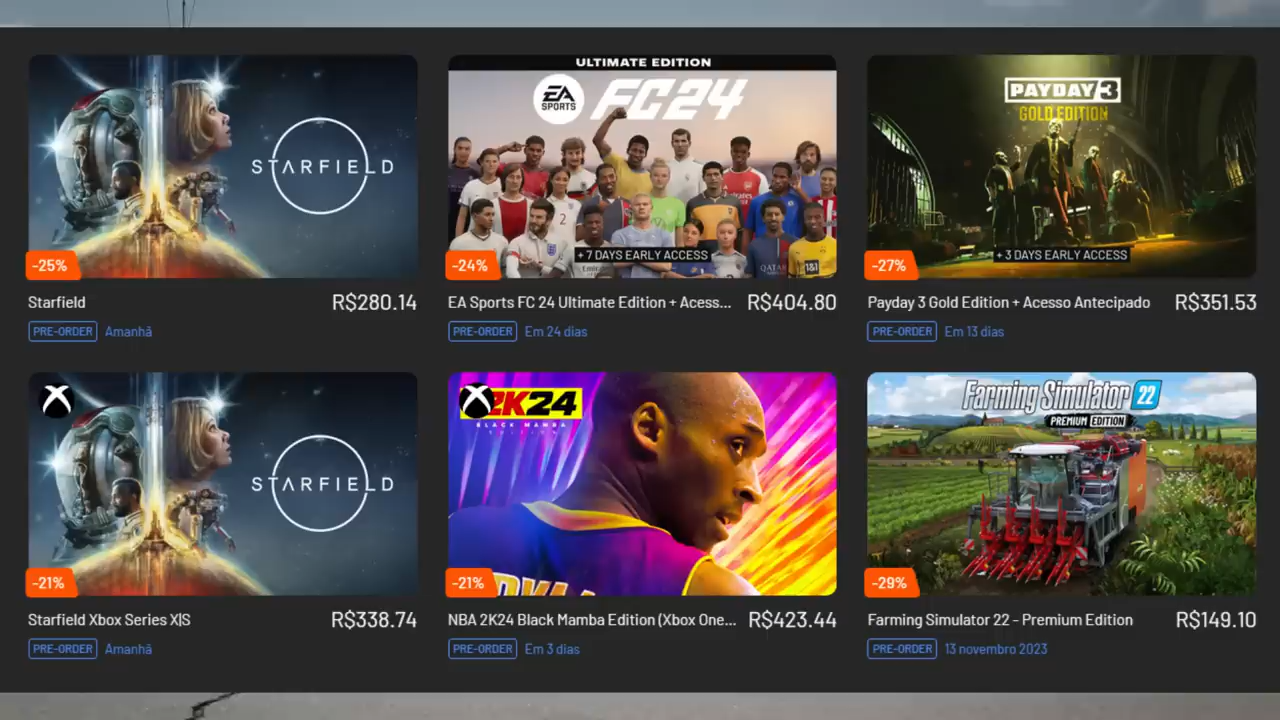 STARFIELD
-25%
Starfield
R$280.14
PRE-ORDER
Amanhã
ULTIMATE EDITION
EA
SPORTS
FC24
2
Emirates
QATAR
+ 7 DAYS EARLY ACCESS
-24%
EA Sports FC 24 Ultimate Edition + Acess...
R$404.80
PRE-ORDER
Em 24 dias
PAYDAY 3
GOLD EDITION
+ 3 DAYS EARLY ACCESS
-27%
Payday 3 Gold Edition + Acesso Antecipado
R$351.53
PRE-ORDER
Em 13 dias
STARFIELD
-21%
Starfield Xbox Series X|S
R$338.74
PRE-ORDER
Amanhã
2K24
BLACK MAMBA
EDITION
-21%
NBA 2K24 Black Mamba Edition (Xbox One...
R$423.44
PRE-ORDER
Em 3 dias
Farming Simulator 22
PREMIUM EDITION
-29%
Farming Simulator 22 - Premium Edition
R$149.10
PRE-ORDER
13 novembro 2023